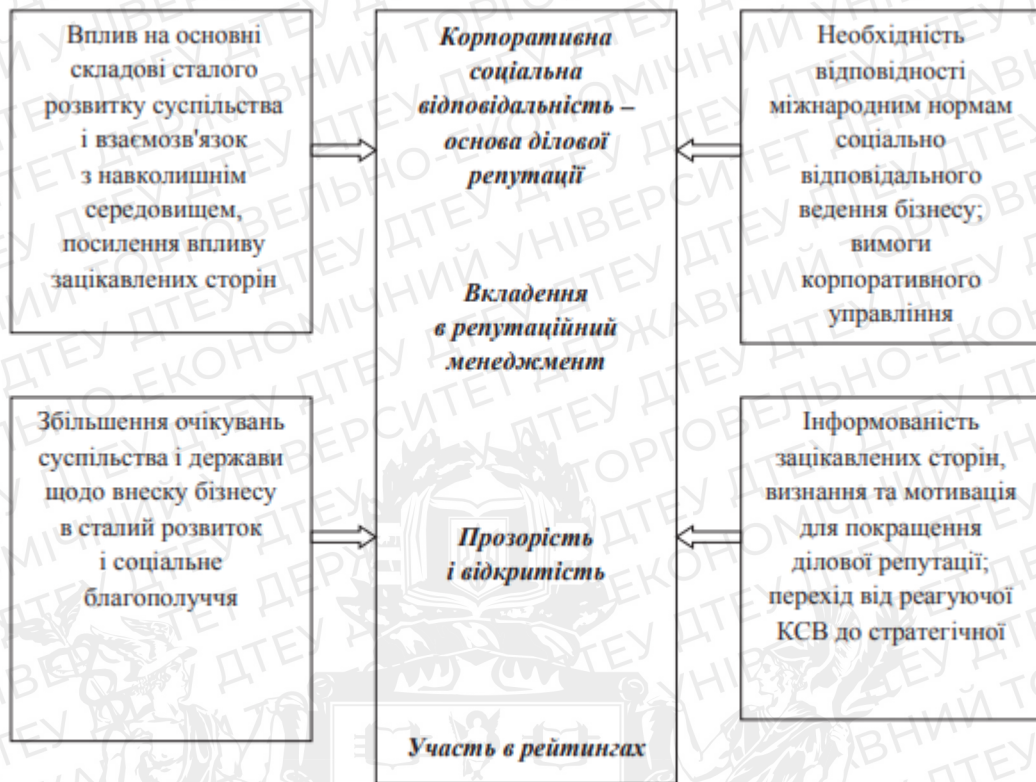 Вплив на основні
складові сталого
розвитку суспільства
і взаємозв'язок
з навколишнім
середовищем,
посилення впливу
зацікавлених сторін
Збільшення очікувань
суспільства і держави
щодо внеску бізнесу
в сталий розвиток
і соціальне
благополуччя
Корпоративна
соціальна
відповідальність –
основа ділової
репутації
Вкладення
в репутаційний
менеджмент
Прозорість
і відкритість
Участь в рейтингах
Необхідність
відповідності
міжнародним нормам
соціально
відповідального
ведення бізнесу;
вимоги
корпоративного
управління
Інформованість
зацікавлених сторін,
визнання та мотивація
для покращення
ділової репутації;
перехід від реагуючої
КСВ до стратегічної